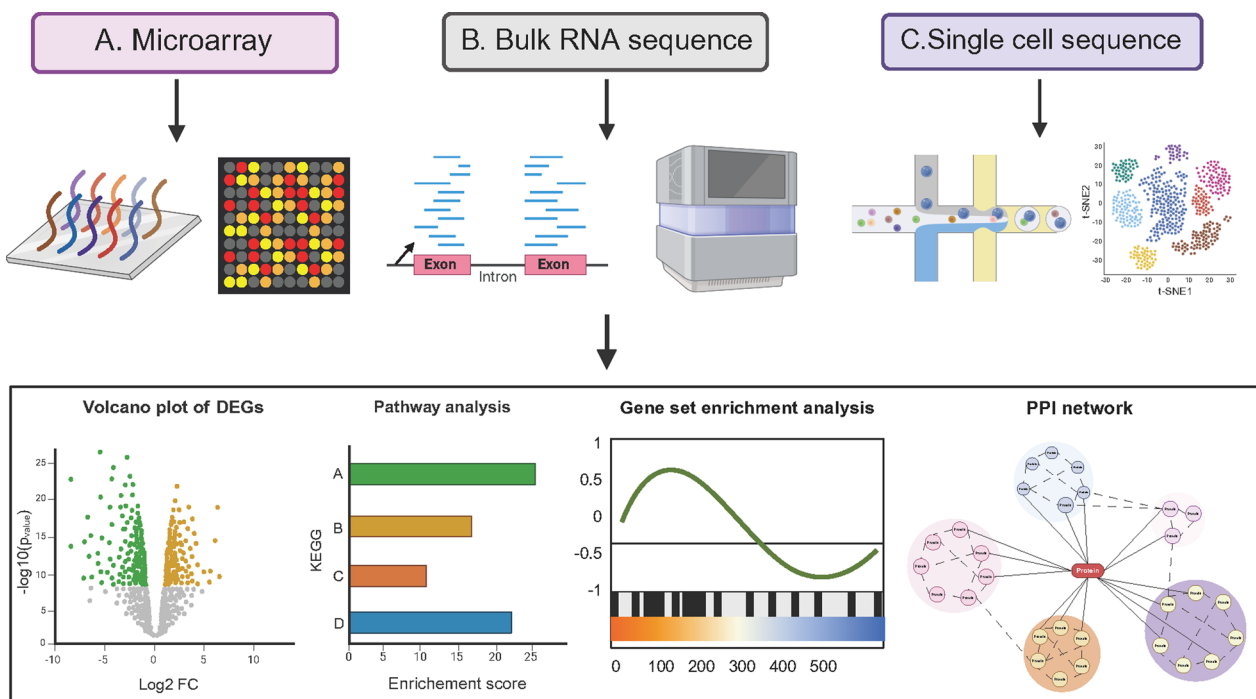 A. Microarray
B. Bulk RNA sequence
C.Single cell sequence
Exon
Intron
Exon
t-SNE2
30
20
10
0
-10
-20
-30
-30
-20
-10
0
10
20
30
t-SNE1
Volcano plot of DEGs
-log10(pvalue)
25
20
15
10
5
0
-10
-5
0
5
10
Log2 FC
Pathway analysis
KEGG
A
B
C
D
0
5
10
15
20
25
Enrichement score
Gene set enrichment analysis
1
0.5
0
-0.5
-1
0
100
200
300
400
500
PPI network
Protein